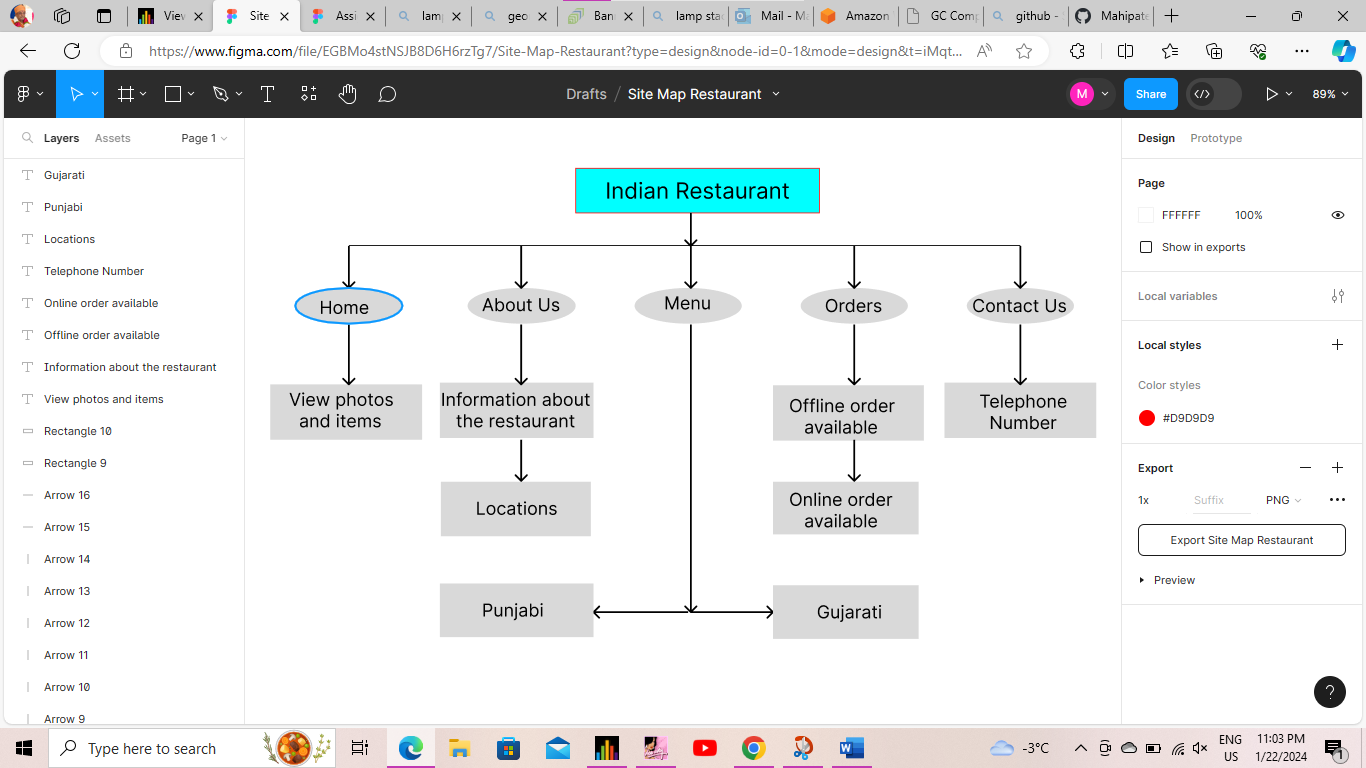 View
Site
Assi
lamp
geo
Ban
lamp sta
Mail - Ma
Amazon
GC Comp
github -
Mahipate
https://www.figma.com/file/EGBMo4stNSJB8D6H6rzTg7/Site-Map-Restaurant?type=design&node-id=0-1&mode=design&t=iMqt...
Drafts / Site Map Restaurant
M
Share
89%
Layers Assets Page 1
Gujarati
Punjabi
Locations
Telephone Number
Online order available
Offline order available
Information about the restaurant
View photos and items
Rectangle 10
Rectangle 9
Arrow 16
Arrow 15
Arrow 14
Arrow 13
Arrow 12
Arrow 11
Arrow 10
Arrow 9
Indian Restaurant
Home
About Us
Menu
Orders
Contact Us
View photos
and items
Information about
the restaurant
Offline order
available
Telephone
Number
Locations
Online order
available
Punjabi
Gujarati
Design Prototype
Page
FFFFFF 100%
Show in exports
Local variables
Local styles
Color styles
#D9D9D9
Export
1x Suffix PNG
Export Site Map Restaurant
Preview
?
Type here to search
-3°C
ENG
US
11:03 PM
1/22/2024
1